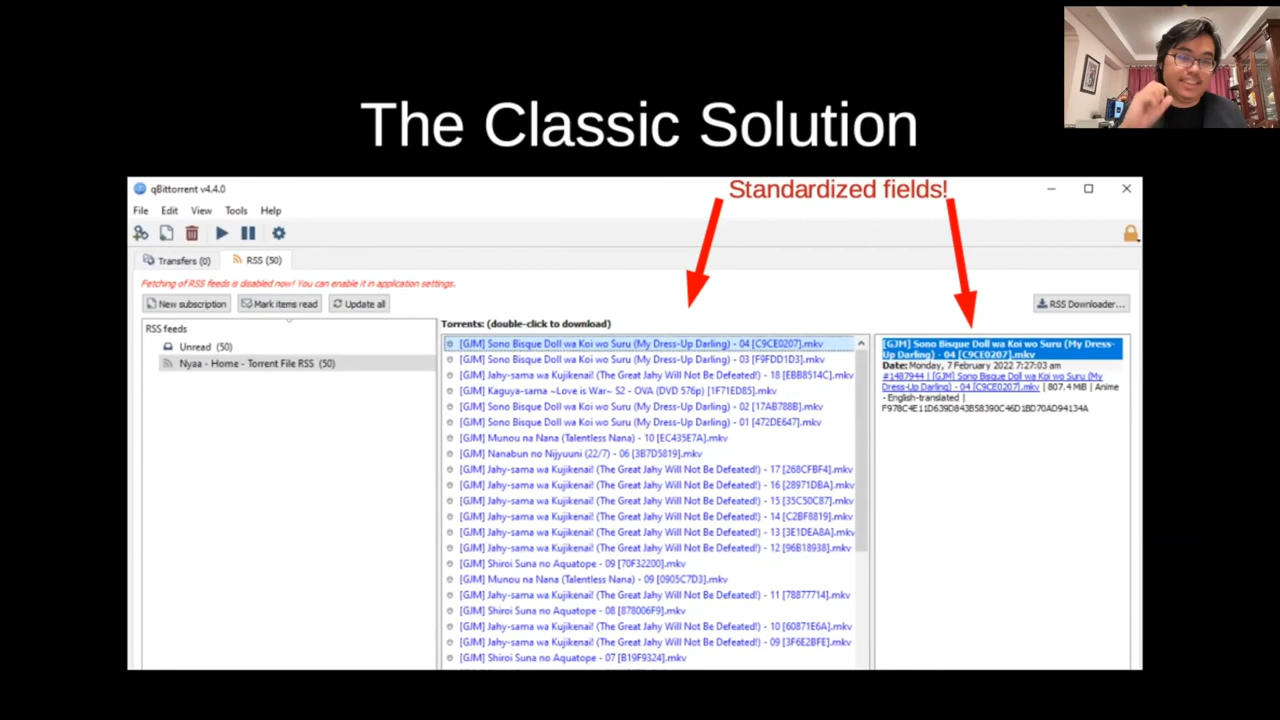 The Classic Solution
qBittorrent v4.4.0
Standardized fields!
File Edit View Tools Help
Transfers (0) RSS (50)
Fetching of RSS feeds is disabled now! You can enable it in application settings.
New subscription Mark items read Update all RSS Downloader...
RSS feeds
Unread (50)
Nyaa - Home - Torrent File RSS (50)
Torrents: (double-click to download)
[GJM] Sono Bisque Doll wa Koi wo Suru (My Dress-Up Darling) - 04 [C9CE0207].mkv
[GJM] Sono Bisque Doll wa Koi wo Suru (My Dress-Up Darling) - 03 [F9FDD1D3].mkv
[GJM] Jahy-sama wa Kujikenai! (The Great Jahy Will Not Be Defeated!) - 18 [EBB8514C].mkv
[GJM] Kaguya-sama ~Love is War~ S2 - OVA (DVD 576p) [1F71ED85].mkv
[GJM] Sono Bisque Doll wa Koi wo Suru (My Dress-Up Darling) - 02 [17AB788B].mkv
[GJM] Sono Bisque Doll wa Koi wo Suru (My Dress-Up Darling) - 01 [472DE647].mkv
[GJM] Munou na Nana (Talentless Nana) - 10 [EC435E7A].mkv
[GJM] Nanabun no Nijyuuni (22/7) - 06 [3B7D5819].mkv
[GJM] Jahy-sama wa Kujikenai! (The Great Jahy Will Not Be Defeated!) - 17 [268CFBF4].mkv
[GJM] Jahy-sama wa Kujikenai! (The Great Jahy Will Not Be Defeated!) - 16 [28971DBA].mkv
[GJM] Jahy-sama wa Kujikenai! (The Great Jahy Will Not Be Defeated!) - 15 [35C50C87].mkv
[GJM] Jahy-sama wa Kujikenai! (The Great Jahy Will Not Be Defeated!) - 14 [C2BF8819].mkv
[GJM] Jahy-sama wa Kujikenai! (The Great Jahy Will Not Be Defeated!) - 13 [3E1DEA8A].mkv
[GJM] Jahy-sama wa Kujikenai! (The Great Jahy Will Not Be Defeated!) - 12 [96B18938].mkv
[GJM] Shiroi Suna no Aquatope - 09 [70F32200].mkv
[GJM] Munou na Nana (Talentless Nana) - 09 [0905C7D3].mkv
[GJM] Jahy-sama wa Kujikenai! (The Great Jahy Will Not Be Defeated!) - 11 [78877714].mkv
[GJM] Shiroi Suna no Aquatope - 08 [878006F9].mkv
[GJM] Jahy-sama wa Kujikenai! (The Great Jahy Will Not Be Defeated!) - 10 [60871E6A].mkv
[GJM] Jahy-sama wa Kujikenai! (The Great Jahy Will Not Be Defeated!) - 09 [3F6E2BFE].mkv
[GJM] Shiroi Suna no Aquatope - 07 [B19F9324].mkv
[GJM] Sono Bisque Doll wa Koi wo Suru (My Dress-
Up Darling) - 04 [C9CE0207].mkv
Date: Monday, 7 February 2022 7:27:03 am
#1487944 | [GJM] Sono Bisque Doll wa Koi wo Suru (My
Dress-Up Darling) - 04 [C9CE0207].mkv | 807.4 MB | Anime
- English-translated |
F978C4E11D639D843B58390C46D1BD70AD94134A